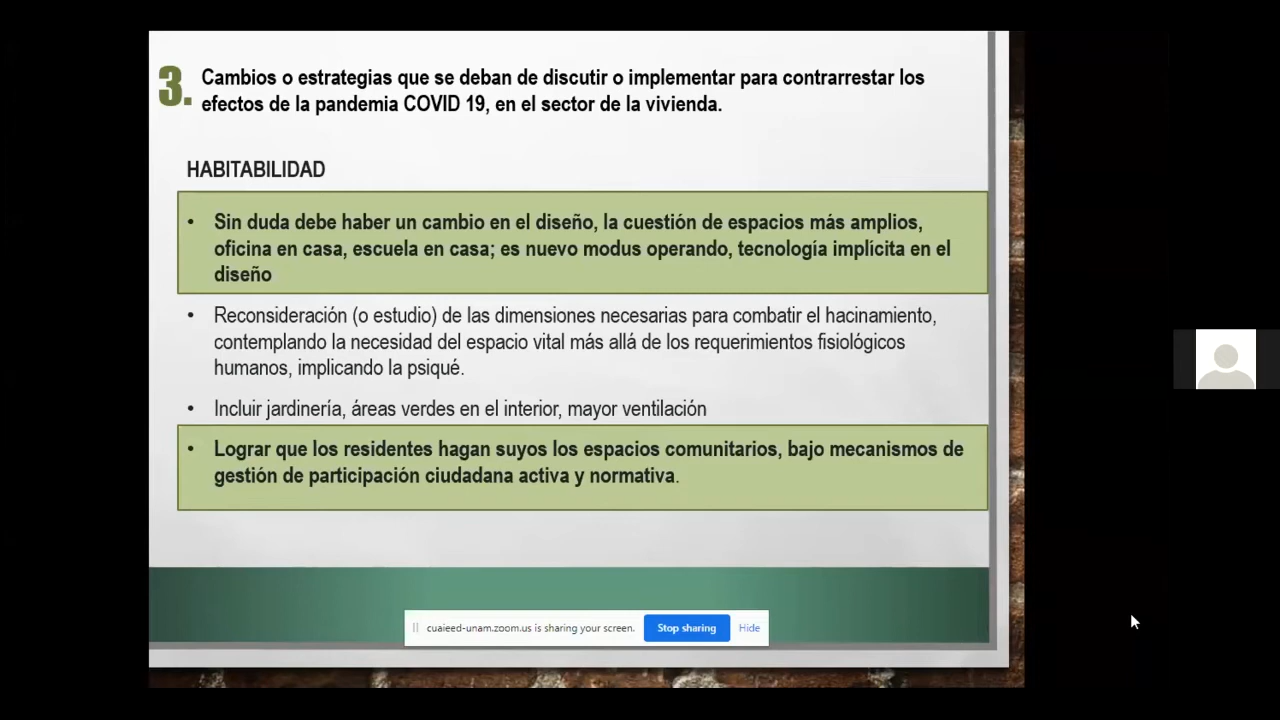 3. Cambios o estrategias que se deban de discutir o implementar para contrarrestar los
efectos de la pandemia COVID 19, en el sector de la vivienda.
HABITABILIDAD
• Sin duda debe haber un cambio en el diseño, la cuestión de espacios más amplios,
oficina en casa, escuela en casa; es nuevo modus operando, tecnología implícita en el
diseño
• Reconsideración (o estudio) de las dimensiones necesarias para combatir el hacinamiento,
contemplando la necesidad del espacio vital más allá de los requerimientos fisiológicos
humanos, implicando la psiqué.
• Incluir jardinería, áreas verdes en el interior, mayor ventilación
• Lograr que los residentes hagan suyos los espacios comunitarios, bajo mecanismos de
gestión de participación ciudadana activa y normativa.
cuaieed-unam.zoom.us is sharing your screen. Stop sharing Hide